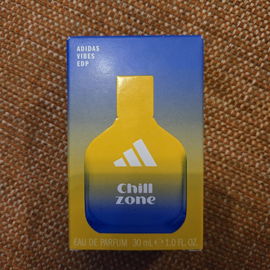 ADIDAS
VIBES
EDP
Chill
zone
EAU DE PARFUM 30 mL e 1.0 FL. OZ.